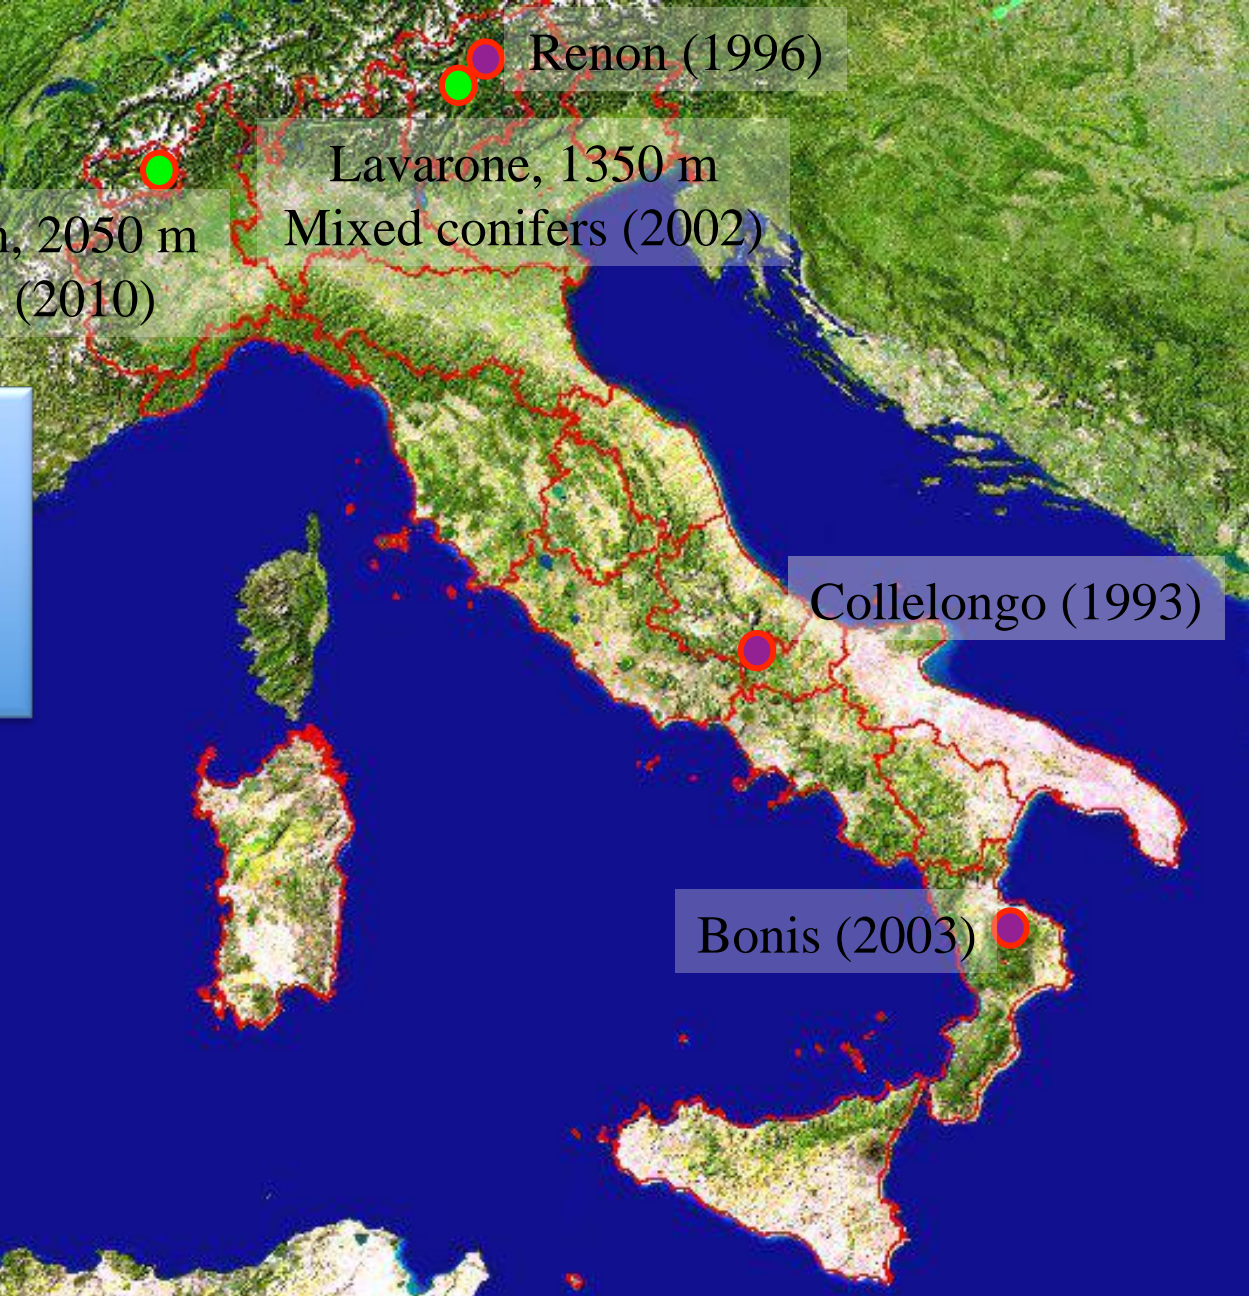 Renon (1996)
Lavarone, 1350 m
Mixed conifers (2002)
, 2050 m
(2010)
Collelongo (1993)
Bonis (2003)